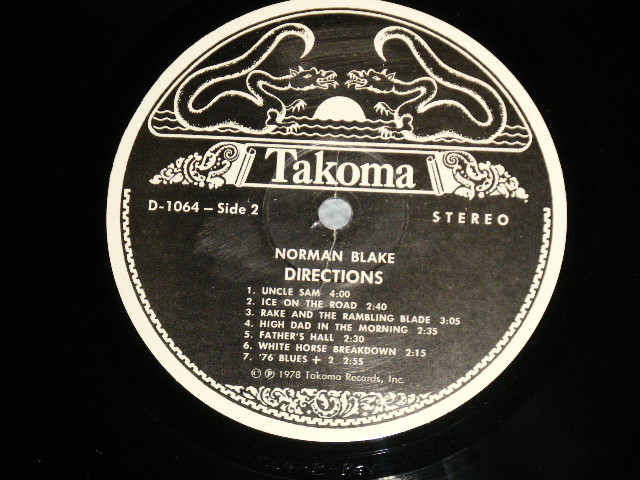 Takoma
D-1064 – Side 2
STEREO
NORMAN BLAKE
DIRECTIONS
1. UNCLE SAM 4:00
2. ICE ON THE ROAD 2:40
3. RAKE AND THE RAMBLING BLADE 3:05
4. HIGH DAD IN THE MORNING 2:35
5. FATHER'S HALL 2:30
6. WHITE HORSE BREAKDOWN 2:15
7. '76 BLUES + 2 2:55
© ℗ 1978 Takoma Records, Inc.